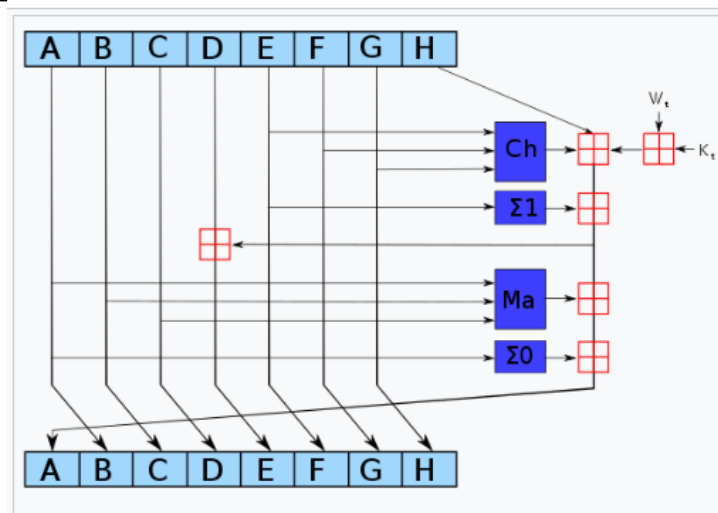 A B C D E F G H
𝕎ₜ
Ch
Kₜ
Σ1
Ma
Σ0
A B C D E F G H